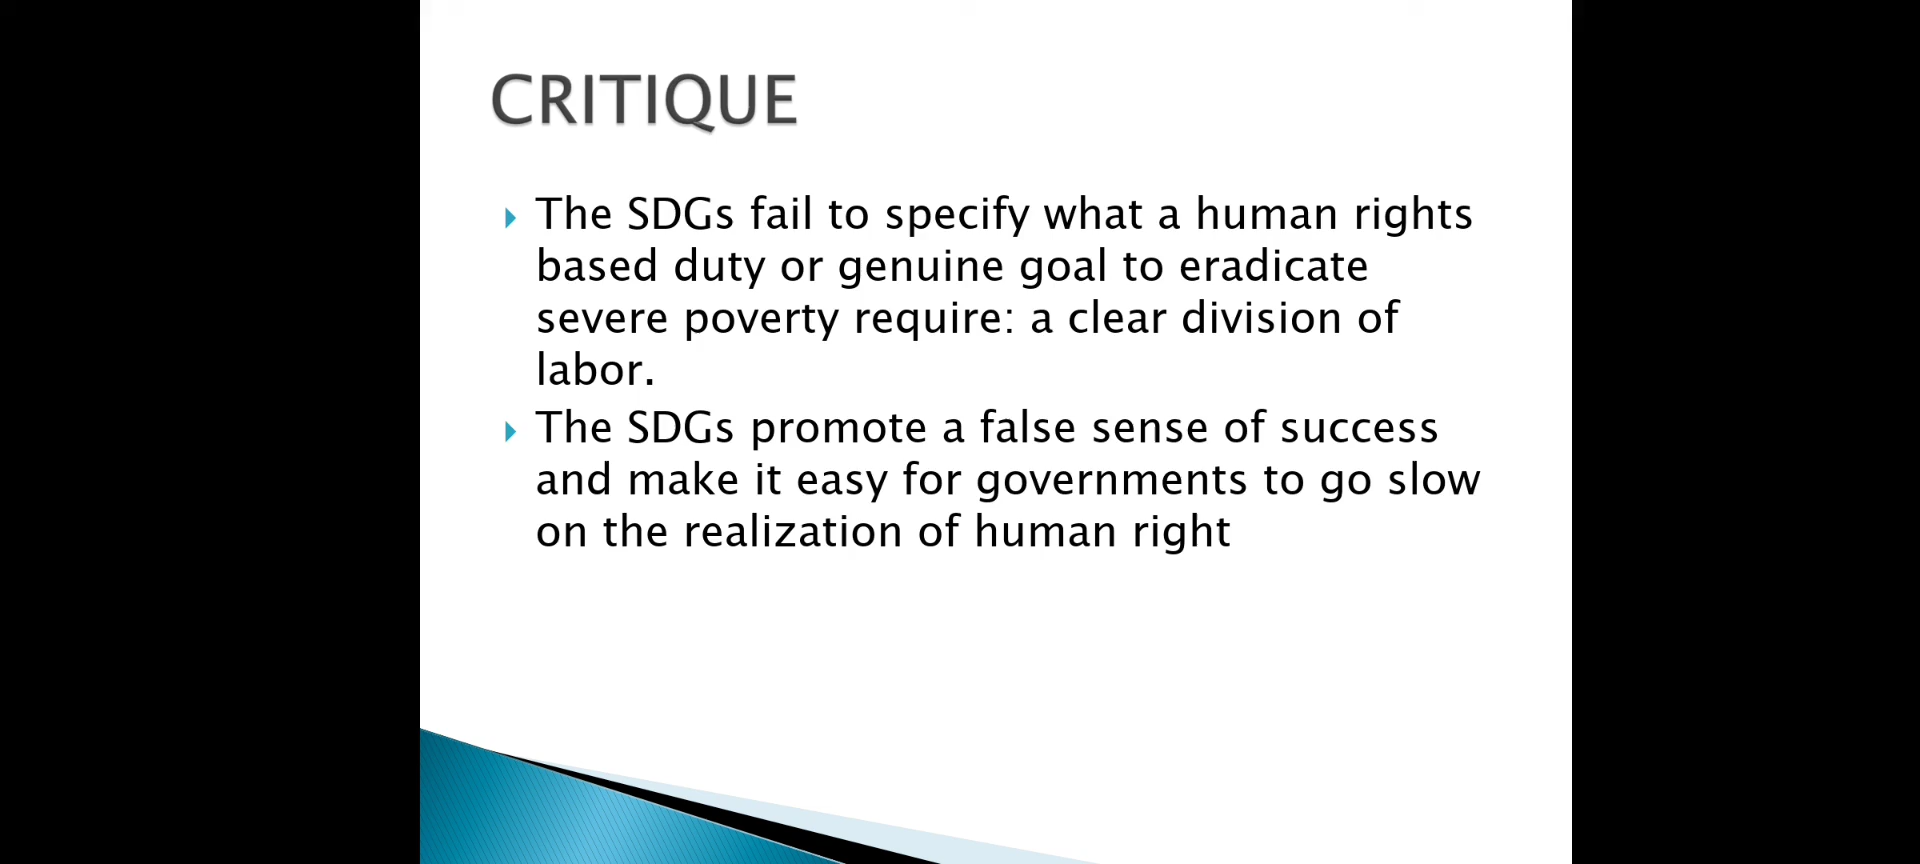 CRITIQUE
The SDGs fail to specify what a human rights
based duty or genuine goal to eradicate
severe poverty require: a clear division of
labor.
The SDGs promote a false sense of success
and make it easy for governments to go slow
on the realization of human right